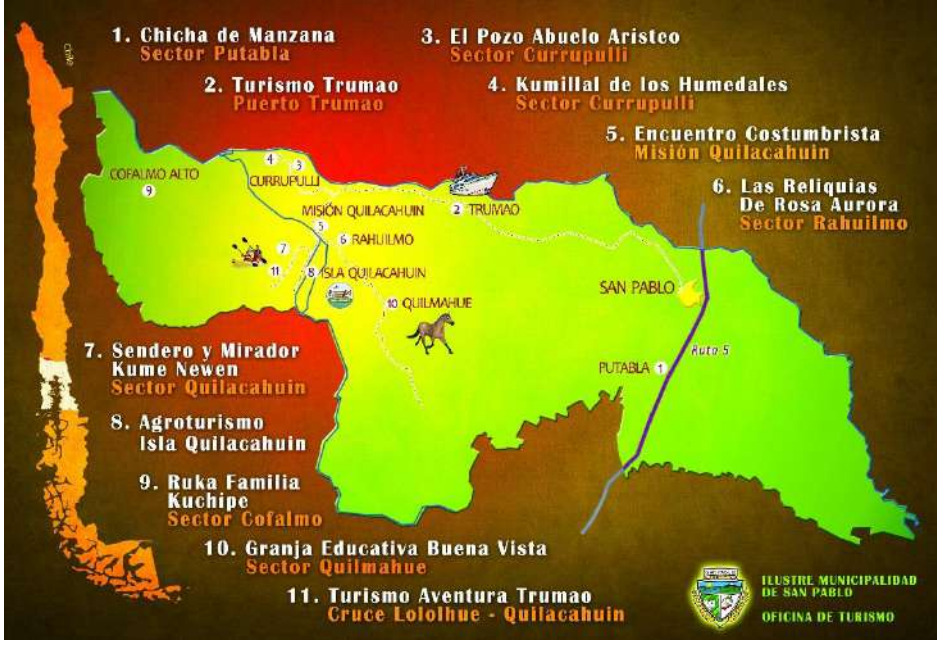 Chile
1. Chicha de Manzana
Sector Putabla
2. Turismo Trumao
Puerto Trumao
3. El Pozo Abuelo Aristeo
Sector Currupulli
4. Kumillal de los Humedales
Sector Currupulli
5. Encuentro Costumbrista
Misión Quilacahuin
6. Las Reliquias
De Rosa Aurora
Sector Rahuilmo
COFALMO ALTO
9
4
3
CURRUPULLI
2 TRUMAO
MISIÓN QUILACAHUIN
5
6 RAHUILMO
7
11
8 ISLA QUILACAHUIN
10 QUILMAHUE
SAN PABLO
Ruta 5
PUTABLA 1
7. Sendero y Mirador
Kume Newen
Sector Quilacahuin
8. Agroturismo
Isla Quilacahuin
9. Ruka Familia
Kuchipe
Sector Cofalmo
10. Granja Educativa Buena Vista
Sector Quilmahue
11. Turismo Aventura Trumao
Cruce Lololhue - Quilacahuin
ILUSTRE MUNICIPALIDAD
DE SAN PABLO
OFICINA DE TURISMO